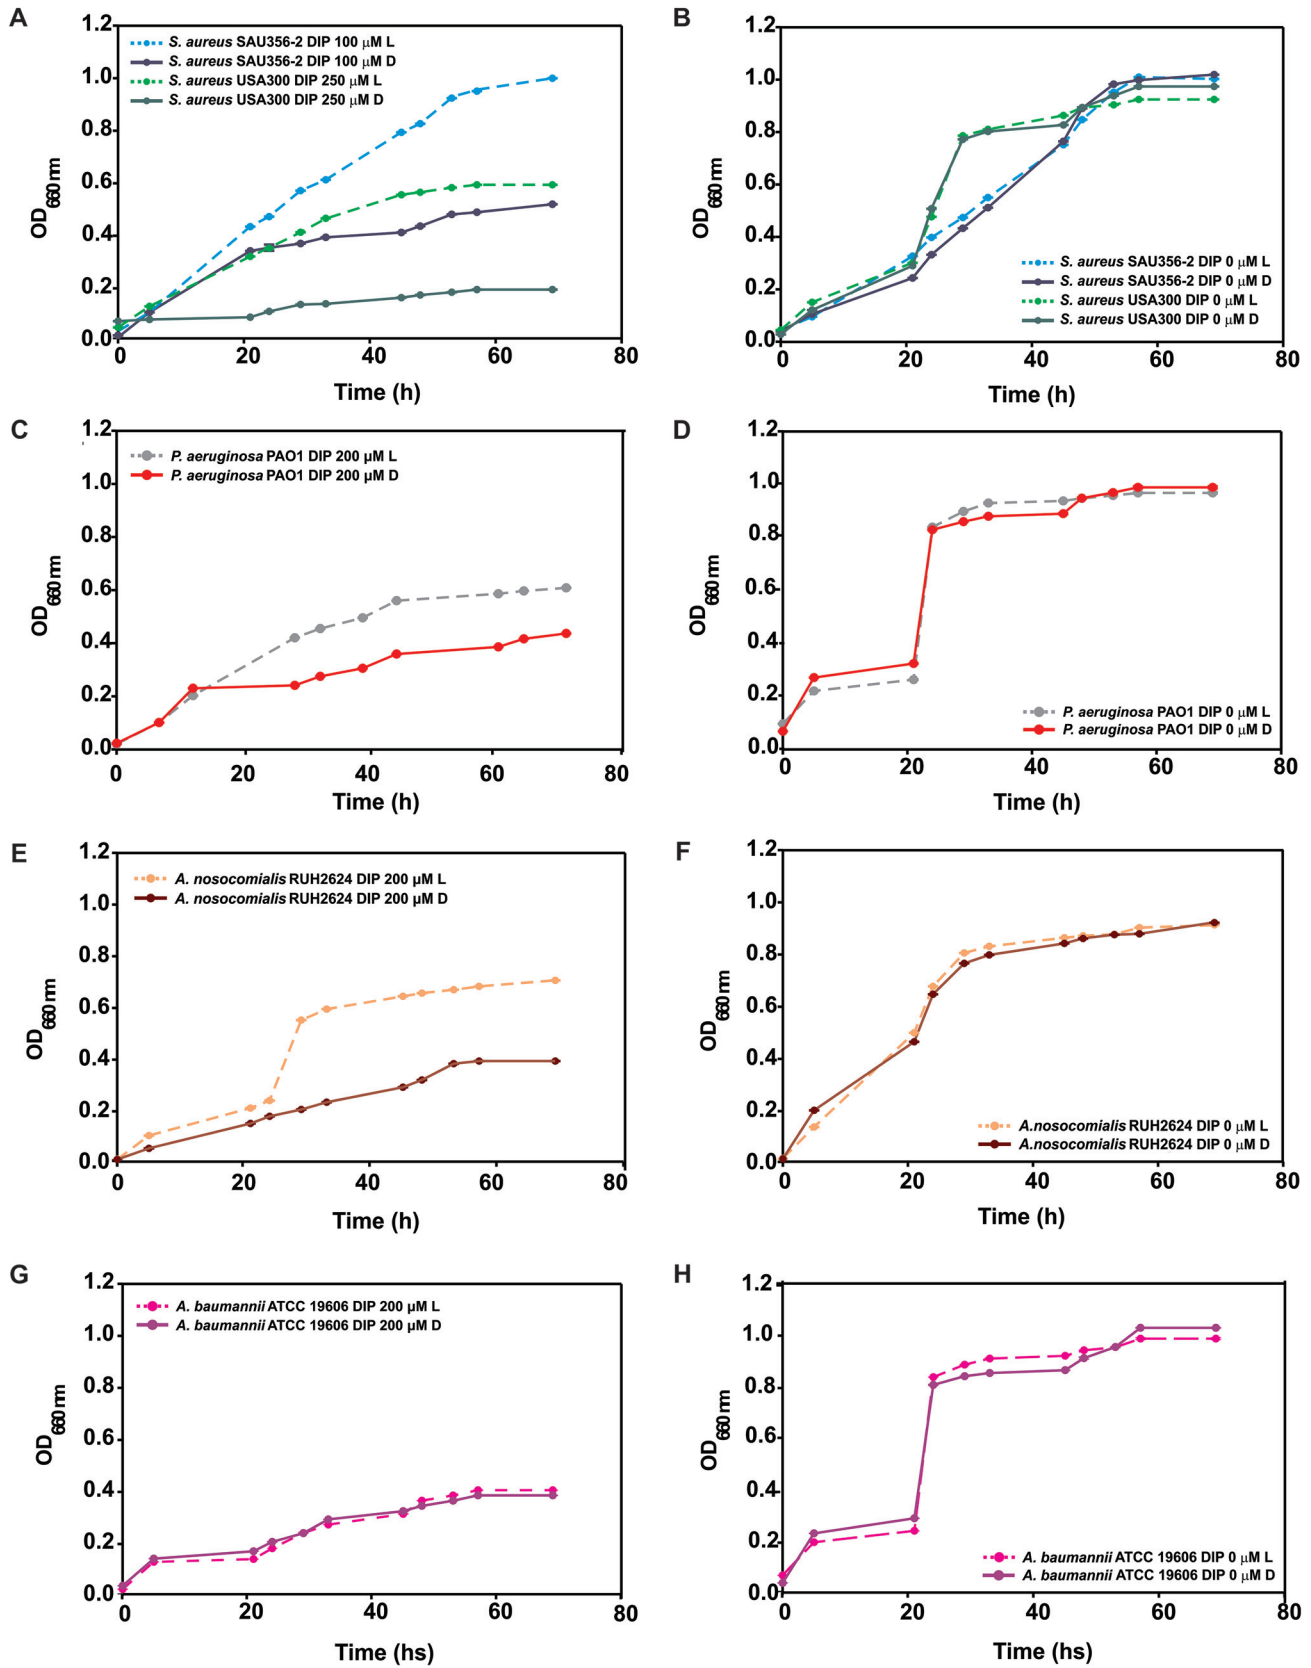 A
1.2
1.0
0.8
0.6
0.4
0.2
0.0
OD660 nm
S. aureus SAU356-2 DIP 100 µM L
S. aureus SAU356-2 DIP 100 µM D
S. aureus USA300 DIP 250 µM L
S. aureus USA300 DIP 250 µM D
0 20 40 60 80
Time (h)
B
1.2
1.0
0.8
0.6
0.4
0.2
0.0
OD660 nm
S. aureus SAU356-2 DIP 0 µM L
S. aureus SAU356-2 DIP 0 µM D
S. aureus USA300 DIP 0 µM L
S. aureus USA300 DIP 0 µM D
0 20 40 60 80
Time (h)
C
1.2
1.0
0.8
0.6
0.4
0.2
0.0
OD660 nm
P. aeruginosa PAO1 DIP 200 µM L
P. aeruginosa PAO1 DIP 200 µM D
0 20 40 60 80
Time (h)
D
1.2
1.0
0.8
0.6
0.4
0.2
0.0
OD660 nm
P. aeruginosa PAO1 DIP 0 µM L
P. aeruginosa PAO1 DIP 0 µM D
0 20 40 60 80
Time (h)
E
1.2
1.0
0.8
0.6
0.4
0.2
0.0
OD660 nm
A. nosocomialis RUH2624 DIP 200 µM L
A. nosocomialis RUH2624 DIP 200 µM D
0 20 40 60 80
Time (h)
F
1.2
1.0
0.8
0.6
0.4
0.2
0.0
OD660 nm
A.nosocomialis RUH2624 DIP 0 µM L
A.nosocomialis RUH2624 DIP 0 µM D
0 20 40 60 80
Time (h)
G
1.2
1.0
0.8
0.6
0.4
0.2
0.0
OD660 nm
A. baumannii ATCC 19606 DIP 200 µM L
A. baumannii ATCC 19606 DIP 200 µM D
0 20 40 60 80
Time (hs)
H
1.2
1.0
0.8
0.6
0.4
0.2
0.0
OD660 nm
A. baumannii ATCC 19606 DIP 0 µM L
A. baumannii ATCC 19606 DIP 0 µM D
0 20 40 60 80
Time (hs)